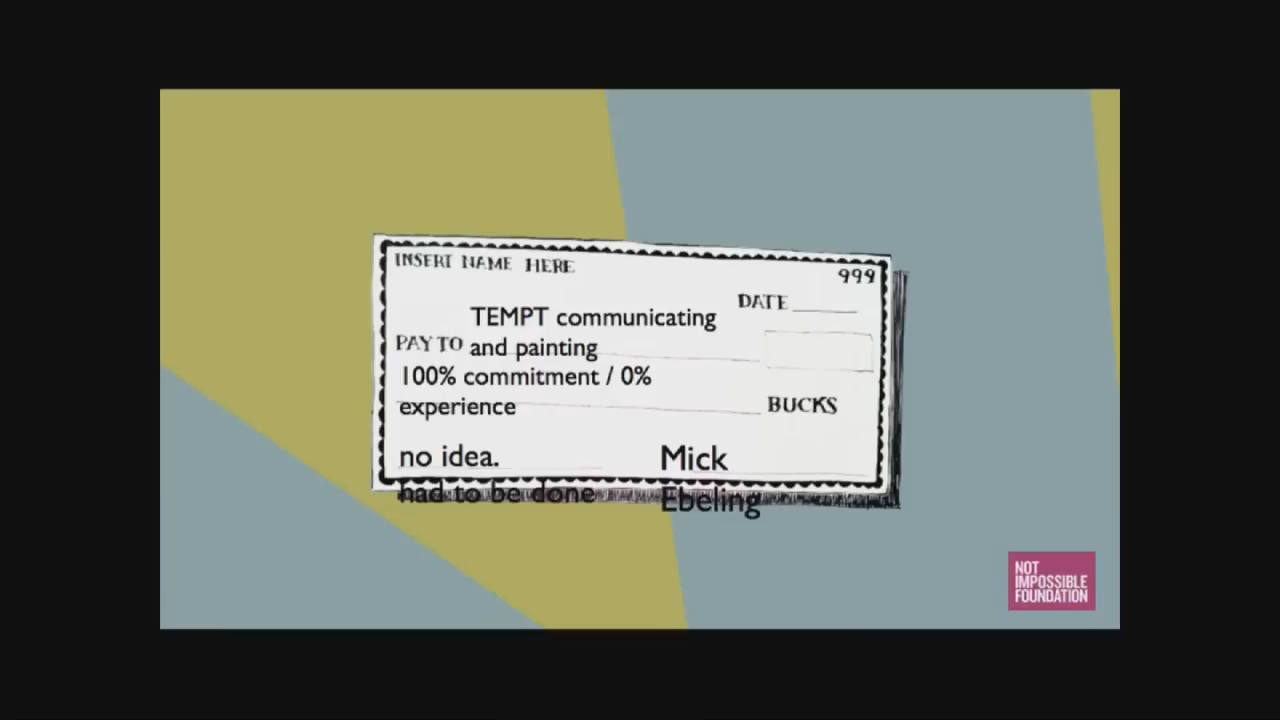 INSERT NAME HERE
999
DATE
TEMPT communicating
PAY TO and painting
100% commitment / 0%
experience
BUCKS
no idea.
had to be done
Mick
Ebeling
NOT
IMPOSSIBLE
FOUNDATION